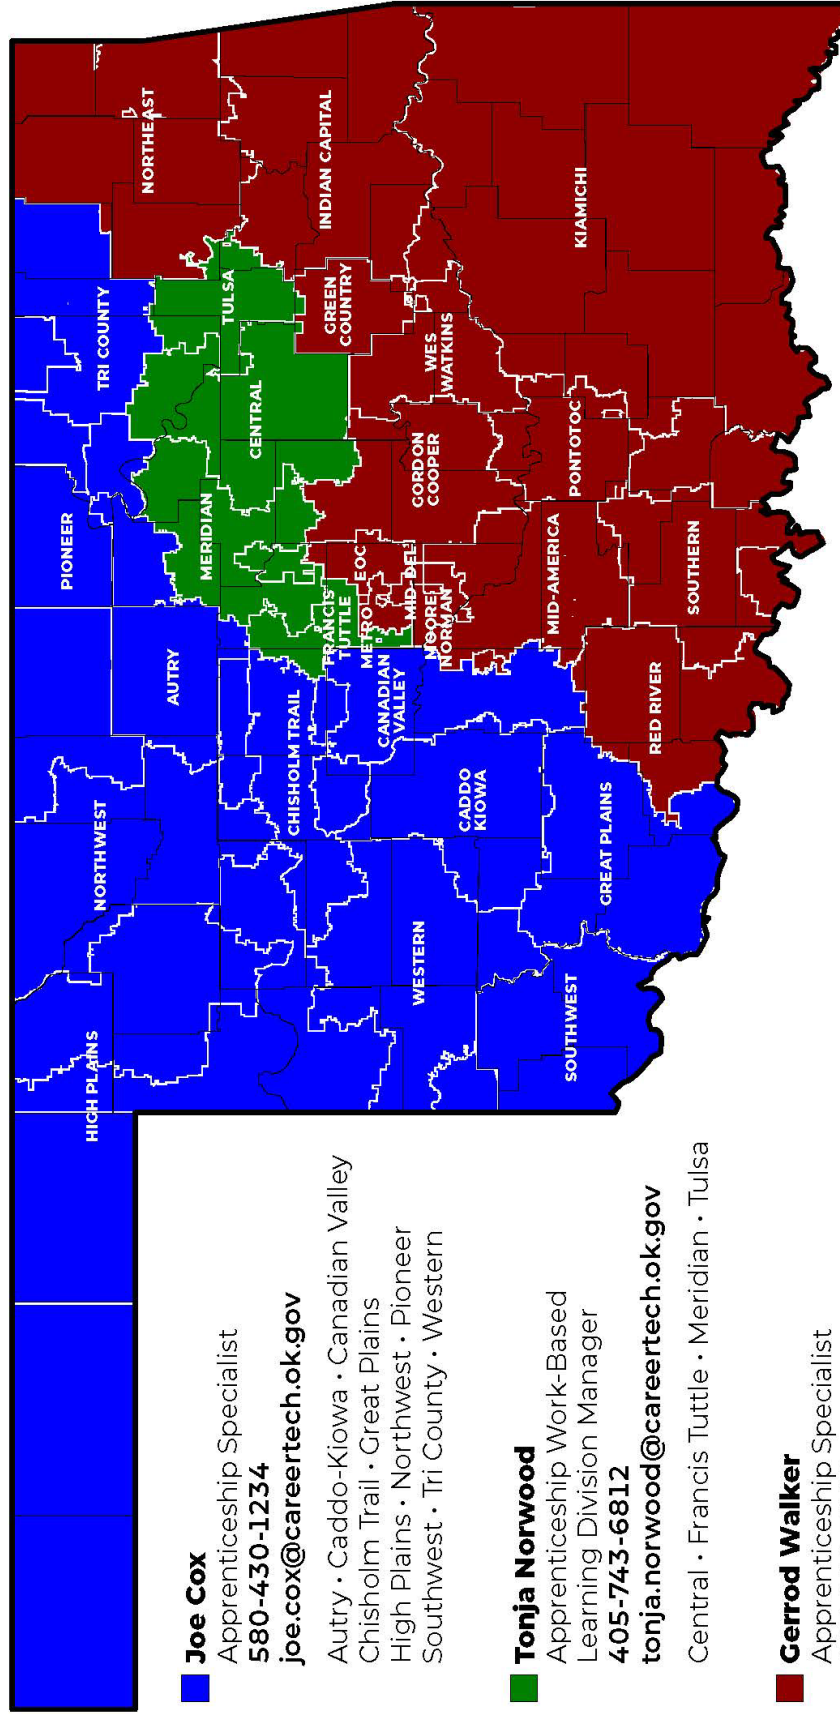 HIGH PLAINS
NORTHWEST
PIONEER
TRI COUNTY
NORTHEAST
AUTRY
MERIDIAN
CENTRAL
TULSA
CHISHOLM TRAIL
FRANCIS
TUTTLE
INDIAN CAPITAL
GREEN
COUNTRY
METRO
EOC
CANADIAN
VALLEY
MID-DEL
WESTERN
MOORE
NORMAN
GORDON
COOPER
WES
WATKINS
CADDO
KIOWA
SOUTHWEST
GREAT PLAINS
MID-AMERICA
PONTOTOC
KIAMICHI
RED RIVER
SOUTHERN
Joe Cox
Apprenticeship Specialist
580-430-1234
joe.cox@careertech.ok.gov
Autry • Caddo-Kiowa • Canadian Valley
Chisholm Trail • Great Plains
High Plains • Northwest • Pioneer
Southwest • Tri County • Western
Tonja Norwood
Apprenticeship Work-Based
Learning Division Manager
405-743-6812
tonja.norwood@careertech.ok.gov
Central • Francis Tuttle • Meridian • Tulsa
Gerrod Walker
Apprenticeship Specialist